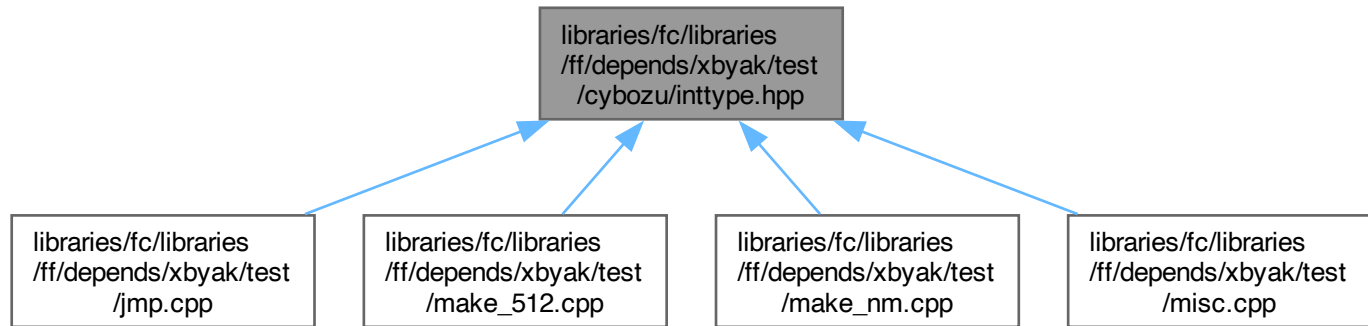 libraries/fc/libraries
/ff/depends/xbyak/test
/cybozu/inttype.hpp
libraries/fc/libraries
/ff/depends/xbyak/test
/jmp.cpp
libraries/fc/libraries
/ff/depends/xbyak/test
/make_512.cpp
libraries/fc/libraries
/ff/depends/xbyak/test
/make_nm.cpp
libraries/fc/libraries
/ff/depends/xbyak/test
/misc.cpp